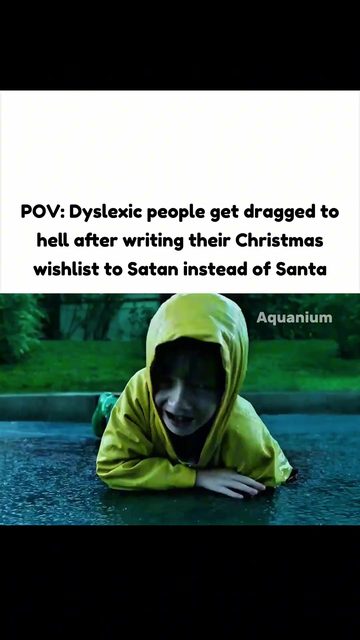 POV: Dyslexic people get dragged to
hell after writing their Christmas
wishlist to Satan instead of Santa
Aquanium